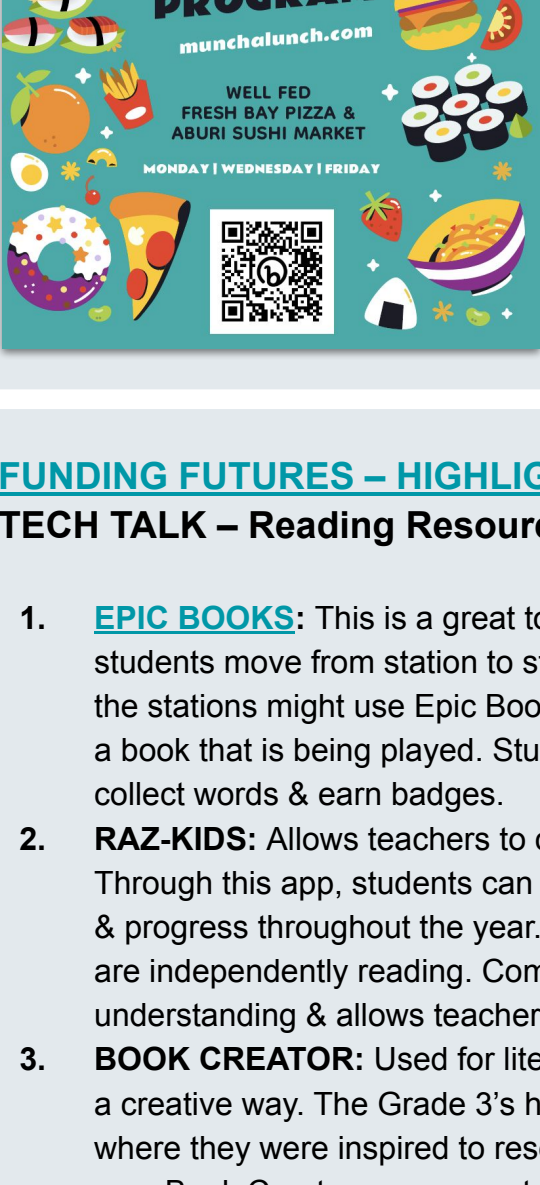 PROGRAM
munchalunch.com
WELL FED
FRESH BAY PIZZA &
ABURI SUSHI MARKET
MONDAY | WEDNESDAY | FRIDAY
b
FUNDING FUTURES – HIGHLIG
TECH TALK – Reading Resour
1. EPIC BOOKS: This is a great to
students move from station to s
the stations might use Epic Boo
a book that is being played. Stu
collect words & earn badges.
2. RAZ-KIDS: Allows teachers to
Through this app, students can
& progress throughout the year.
are independently reading. Com
understanding & allows teacher
3. BOOK CREATOR: Used for lite
a creative way. The Grade 3’s h
where they were inspired to res